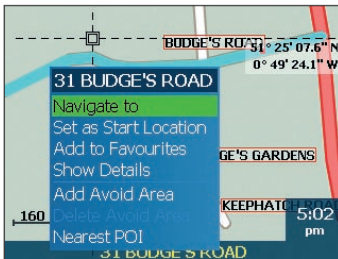 BUDGE'S ROAD
51° 25' 07.6" N
0° 49' 24.1" W
31 BUDGE'S ROAD
Navigate to
Set as Start Location
Add to Favourites
Show Details
GE'S GARDENS
Add Avoid Area
Delete Avoid Area
KEEPHATCH ROAD
160
5:02
pm
Nearest POI
31 BUDGE'S ROAD